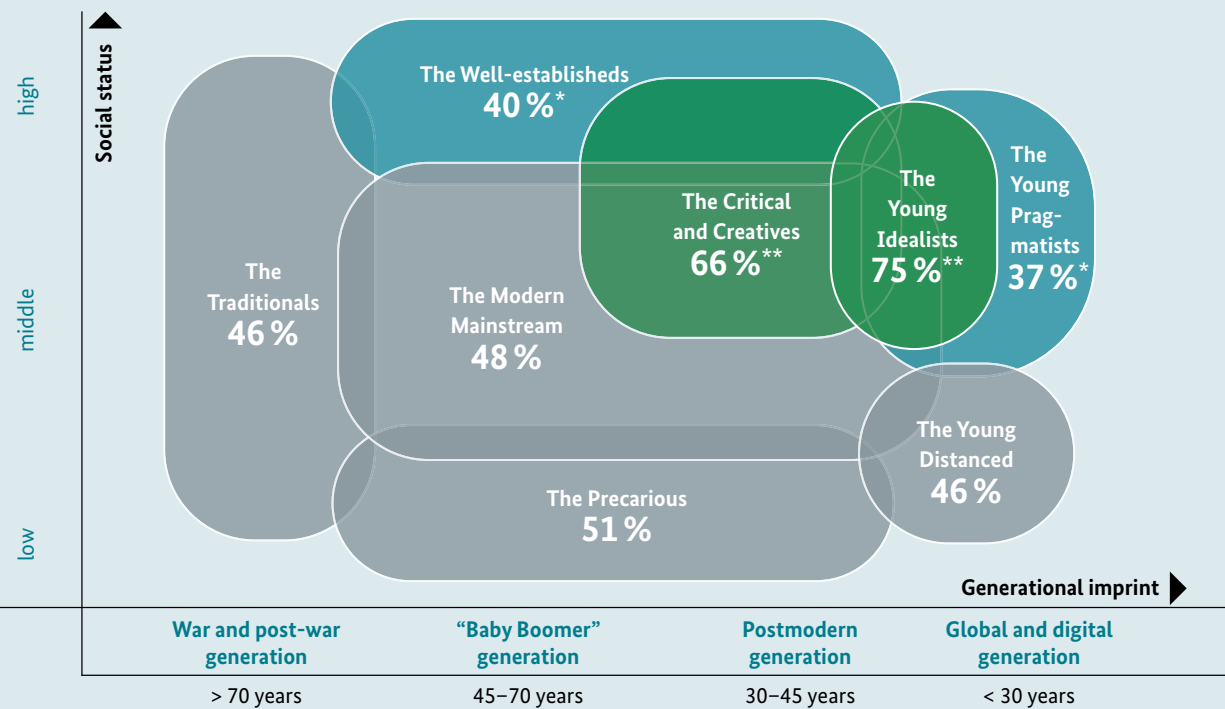 Social status
high
middle
low
The Well-establisheds
40 %*
The Critical
and Creatives
66 %**
The
Young
Idealists
75 %**
The
Young
Prag-
matists
37 %*
The
Traditionals
46 %
The Modern
Mainstream
48 %
The Young
Distanced
46 %
The Precarious
51 %
Generational imprint
War and post-war
generation
"Baby Boomer"
generation
Postmodern
generation
Global and digital
generation
> 70 years
45–70 years
30–45 years
< 30 years